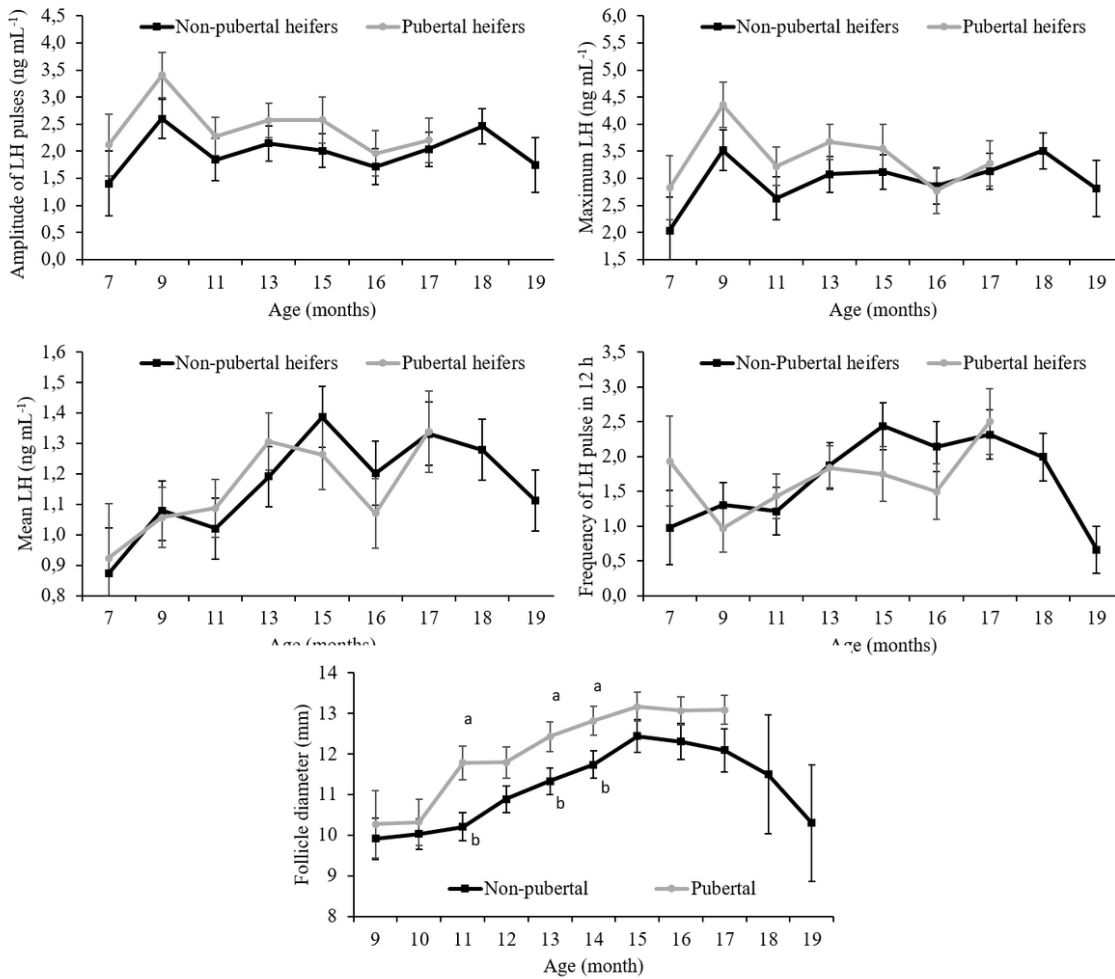 Amplitude of LH pulses (ng mL⁻¹)
4,5
4,0
3,5
3,0
2,5
2,0
1,5
1,0
0,5
0,0
Non-pubertal heifers Pubertal heifers
7 9 11 13 15 16 17 18 19
Age (months)
Maximum LH (ng mL⁻¹)
6,0
5,5
5,0
4,5
4,0
3,5
3,0
2,5
2,0
1,5
Non-pubertal heifers Pubertal heifers
7 9 11 13 15 16 17 18 19
Age (months)
Mean LH (ng mL⁻¹)
1,6
1,5
1,4
1,3
1,2
1,1
1,0
0,9
0,8
Non-pubertal heifers Pubertal heifers
7 9 11 13 15 16 17 18 19
Age (months)
Frequency of LH pulse in 12 h
3,5
3,0
2,5
2,0
1,5
1,0
0,5
0,0
Non-Pubertal heifers Pubertal heifers
7 9 11 13 15 16 17 18 19
Age (months)
Follicle diameter (mm)
14
13
12
11
10
9
8
a a a
b b b
Non-pubertal Pubertal
9 10 11 12 13 14 15 16 17 18 19
Age (month)